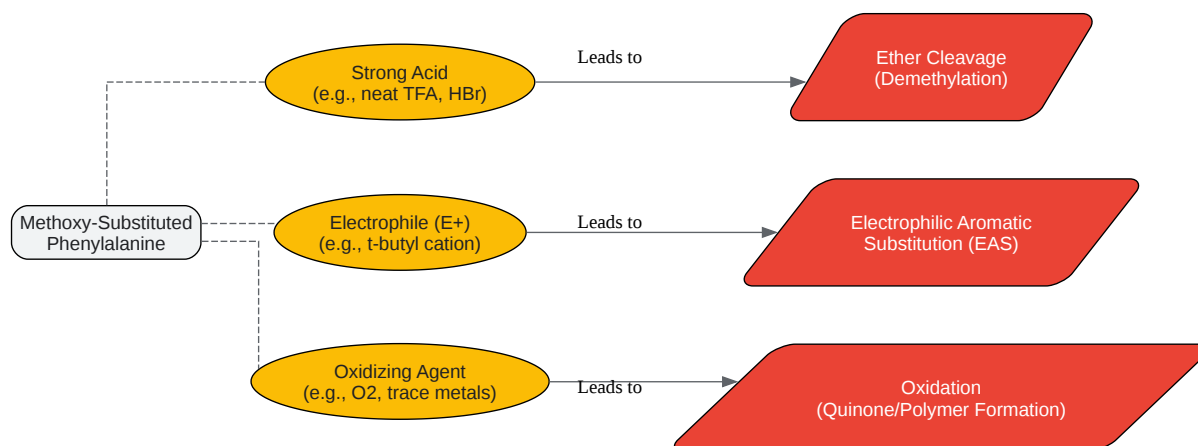 Strong Acid
(e.g., neat TFA, HBr)
Leads to
Ether Cleavage
(Demethylation)
Methoxy-Substituted
Phenylalanine
Electrophile (E+)
(e.g., t-butyl cation)
Leads to
Electrophilic Aromatic
Substitution (EAS)
Oxidizing Agent
(e.g., O2, trace metals)
Leads to
Oxidation
(Quinone/Polymer Formation)